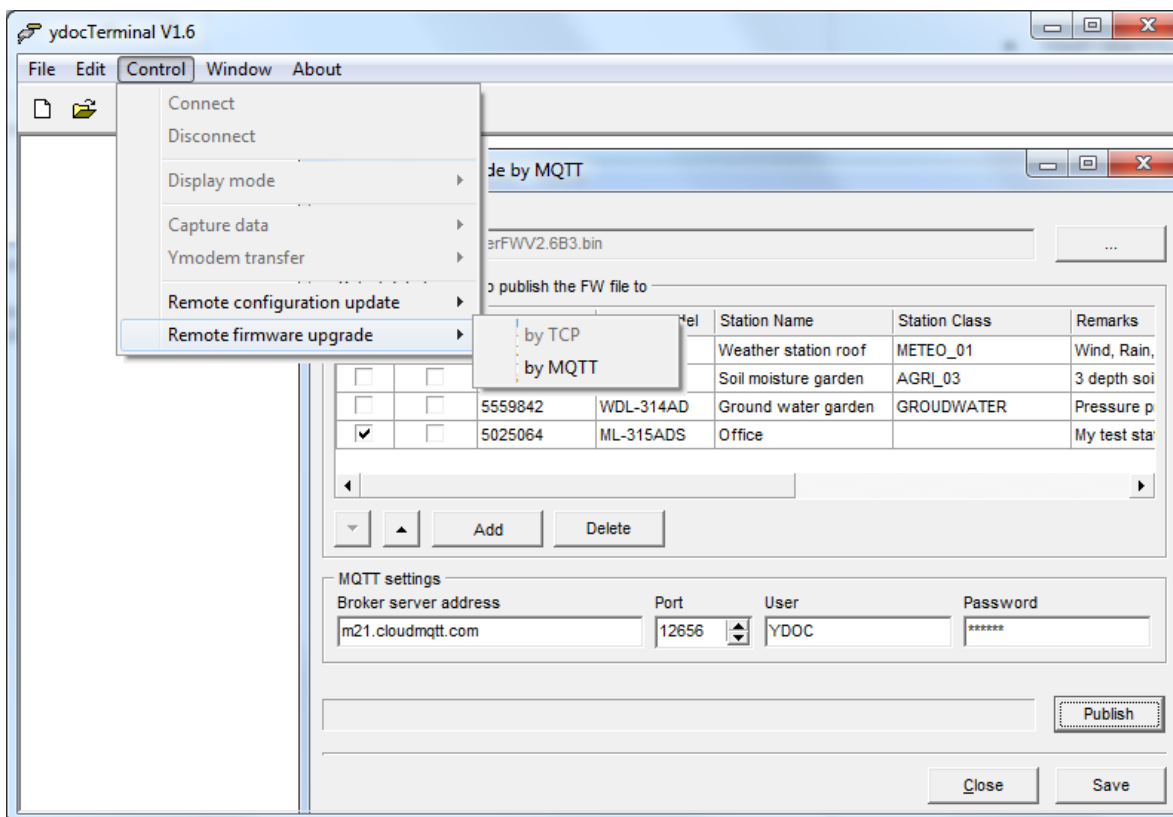 ydocTerminal V1.6
File Edit Control Window About
Connect
Disconnect
Display mode
Capture data
Ymodem transfer
Remote configuration update
Remote firmware upgrade
by TCP
by MQTT
de by MQTT
erFWV2.6B3.bin
...
o publish the FW file to
del Station Name Station Class Remarks
Weather station roof METEO_01 Wind, Rain,
Soil moisture garden AGRI_03 3 depth soi
5559842 WDL-314AD Ground water garden GROUDWATER Pressure p
5025064 ML-315ADS Office My test sta
Add Delete
MQTT settings
Broker server address Port User Password
m21.cloudmqtt.com 12656 YDOC ******
Publish
Close Save